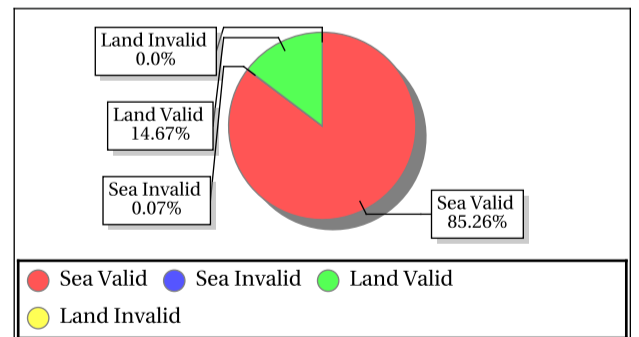 Land Invalid
0.0%
Land Valid
14.67%
Sea Invalid
0.07%
Sea Valid
85.26%
Sea Valid Sea Invalid Land Valid
Land Invalid